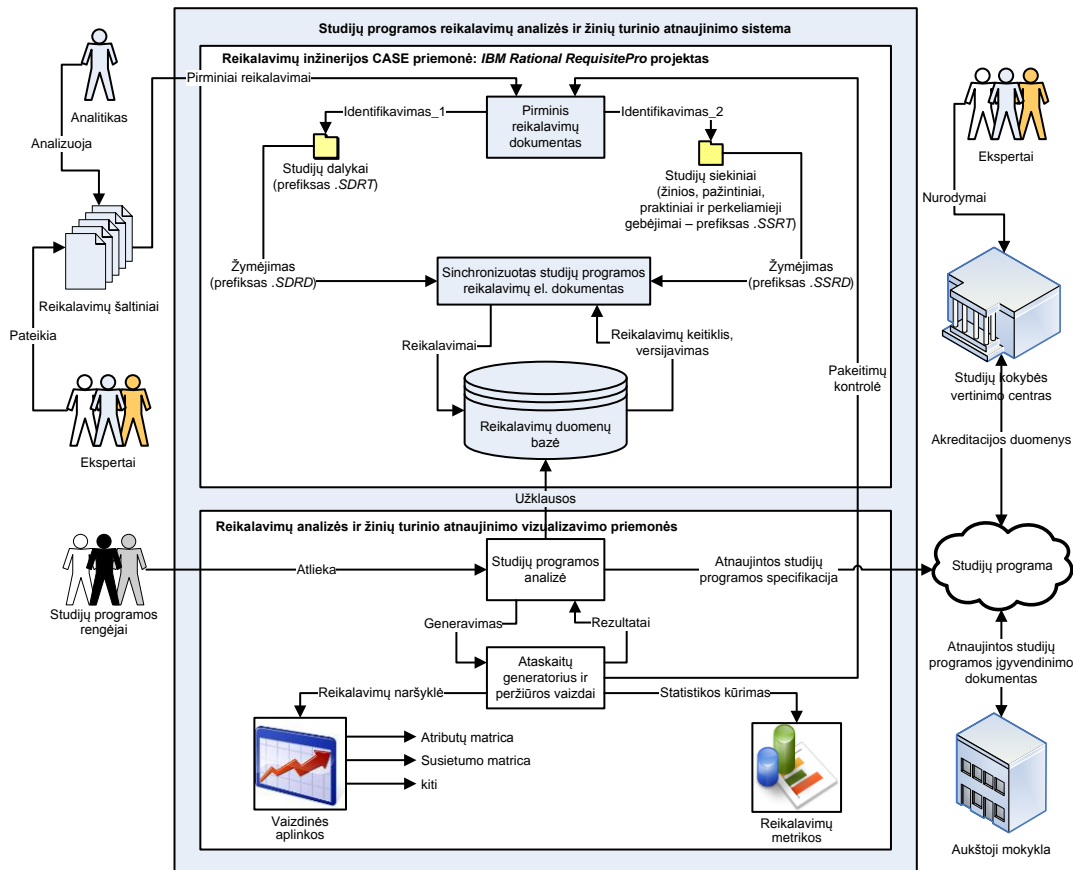 Studijų programos reikalavimų analizės ir žinių turinio atnaujinimo sistema
Reikalavimų inžinerijos CASE priemonė: IBM Rational RequisitePro projektas
Analitikas
Analizuoja
Reikalavimų šaltiniai
Pateikia
Ekspertai
Pirminiai reikalavimai
Identifikavimas_1
Pirminis
reikalavimų
dokumentas
Identifikavimas_2
Studijų dalykai
(prefiksas .SDRT)
Studijų siekiniai
(žinios, pažintiniai,
praktiniai ir perkeliamieji
gebėjimai – prefiksas .SSRT)
Žymėjimas
(prefiksas .SDRD)
Sinchronizuotas studijų programos
reikalavimų el. dokumentas
Žymėjimas
(prefiksas .SSRD)
Reikalavimai
Reikalavimų keitiklis,
versijavimas
Reikalavimų duomenų
bazė
Pakeitimų
kontrolė
Ekspertai
Nurodymai
Studijų kokybės
vertinimo centras
Akreditacijos duomenys
Užklausos
Reikalavimų analizės ir žinių turinio atnaujinimo vizualizavimo priemonės
Studijų programos
rengėjai
Atlieka
Studijų programos
analizė
Atnaujintos studijų
programos specifikacija
Studijų programa
Generavimas
Rezultatai
Ataskaitų
generatorius ir
peržiūros vaizdai
Reikalavimų naršyklė
Statistikos kūrimas
Atnaujintos studijų
programos įgyvendinimo
dokumentas
Atributų matrica
Susietumo matrica
kiti
Vaizdinės
aplinkos
Reikalavimų
metrikos
Aukštoji mokykla